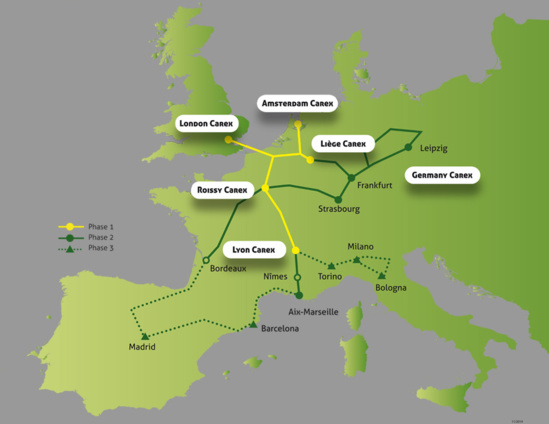 Amsterdam Carex
London Carex
Liège Carex
Leipzig
Germany Carex
Frankfurt
Roissy Carex
Strasbourg
Phase 1
Phase 2
Phase 3
Lyon Carex
Milano
Bordeaux
Nîmes
Torino
Bologna
Aix-Marseille
Barcelona
Madrid